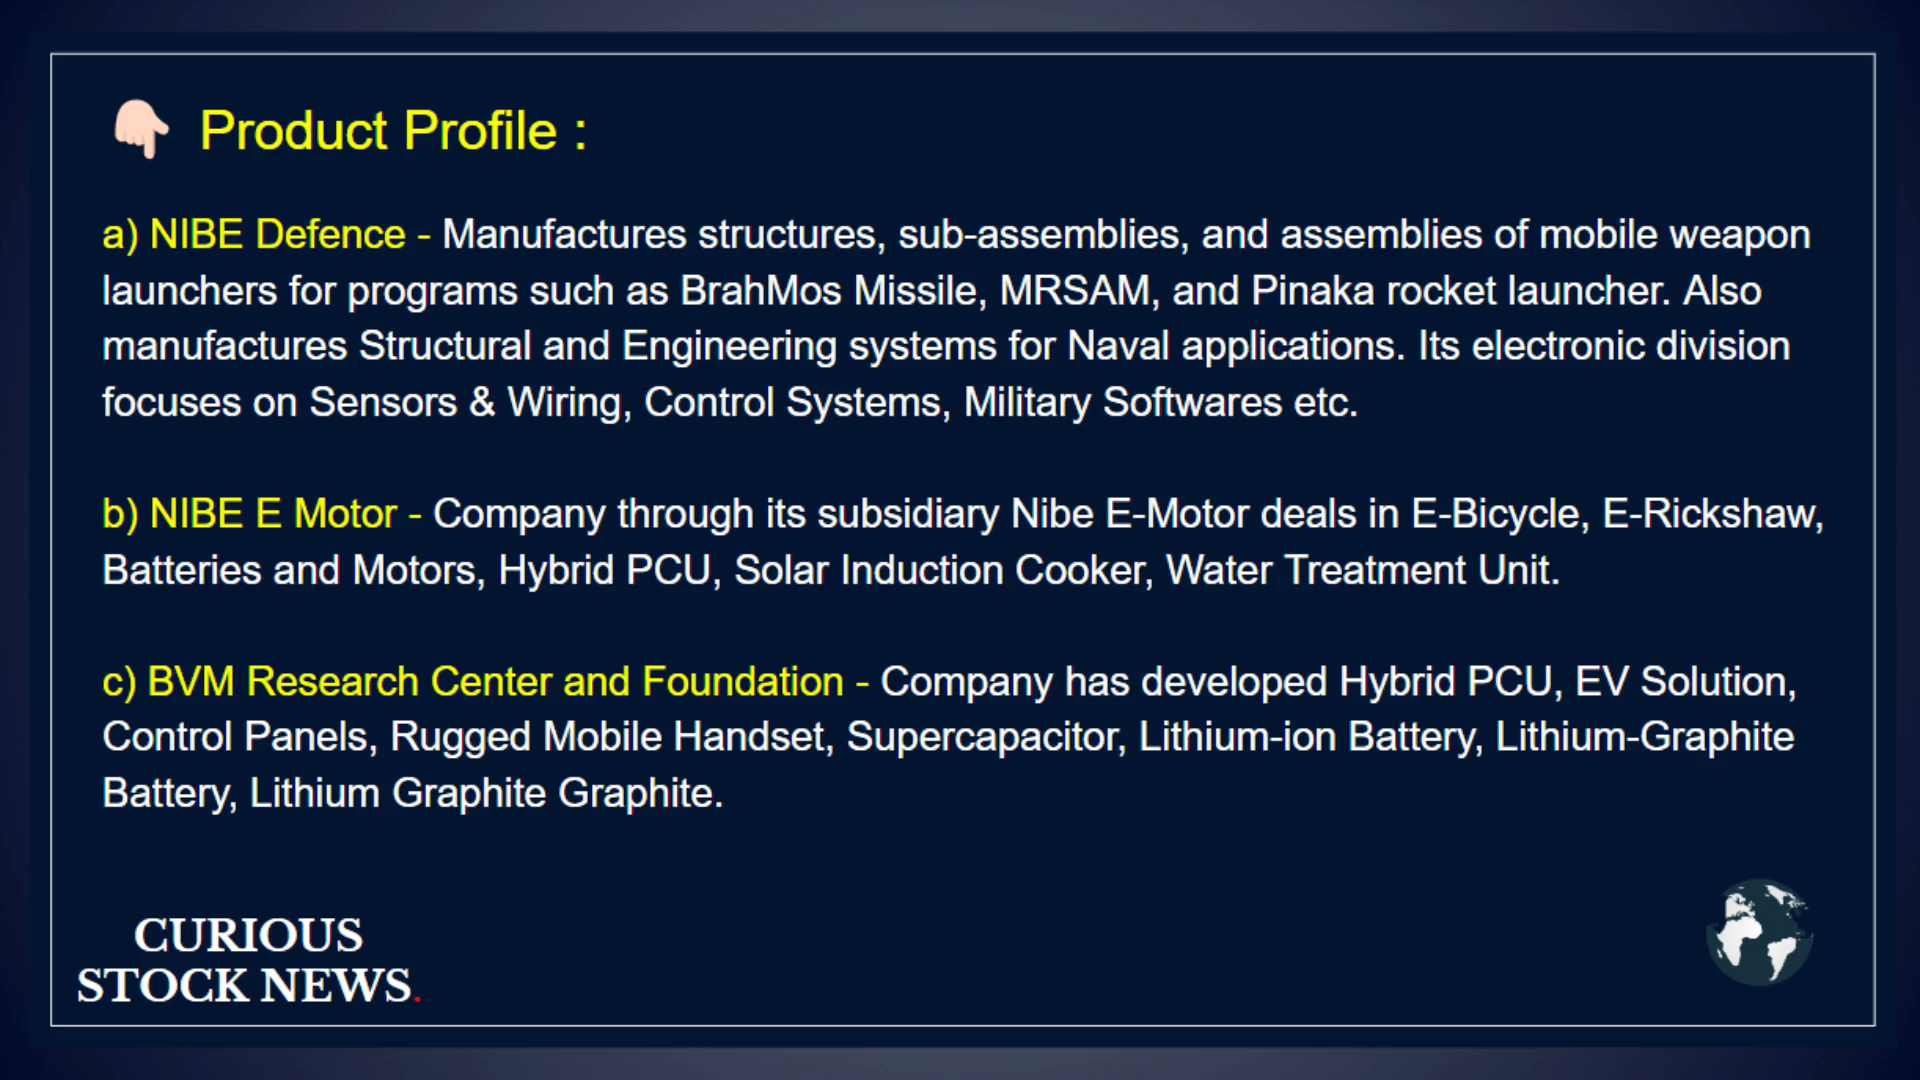 Product Profile :
a) NIBE Defence - Manufactures structures, sub-assemblies, and assemblies of mobile weapon
launchers for programs such as BrahMos Missile, MRSAM, and Pinaka rocket launcher. Also
manufactures Structural and Engineering systems for Naval applications. Its electronic division
focuses on Sensors & Wiring, Control Systems, Military Softwares etc.
b) NIBE E Motor - Company through its subsidiary Nibe E-Motor deals in E-Bicycle, E-Rickshaw,
Batteries and Motors, Hybrid PCU, Solar Induction Cooker, Water Treatment Unit.
c) BVM Research Center and Foundation - Company has developed Hybrid PCU, EV Solution,
Control Panels, Rugged Mobile Handset, Supercapacitor, Lithium-ion Battery, Lithium-Graphite
Battery, Lithium Graphite Graphite.
CURIOUS
STOCK NEWS.